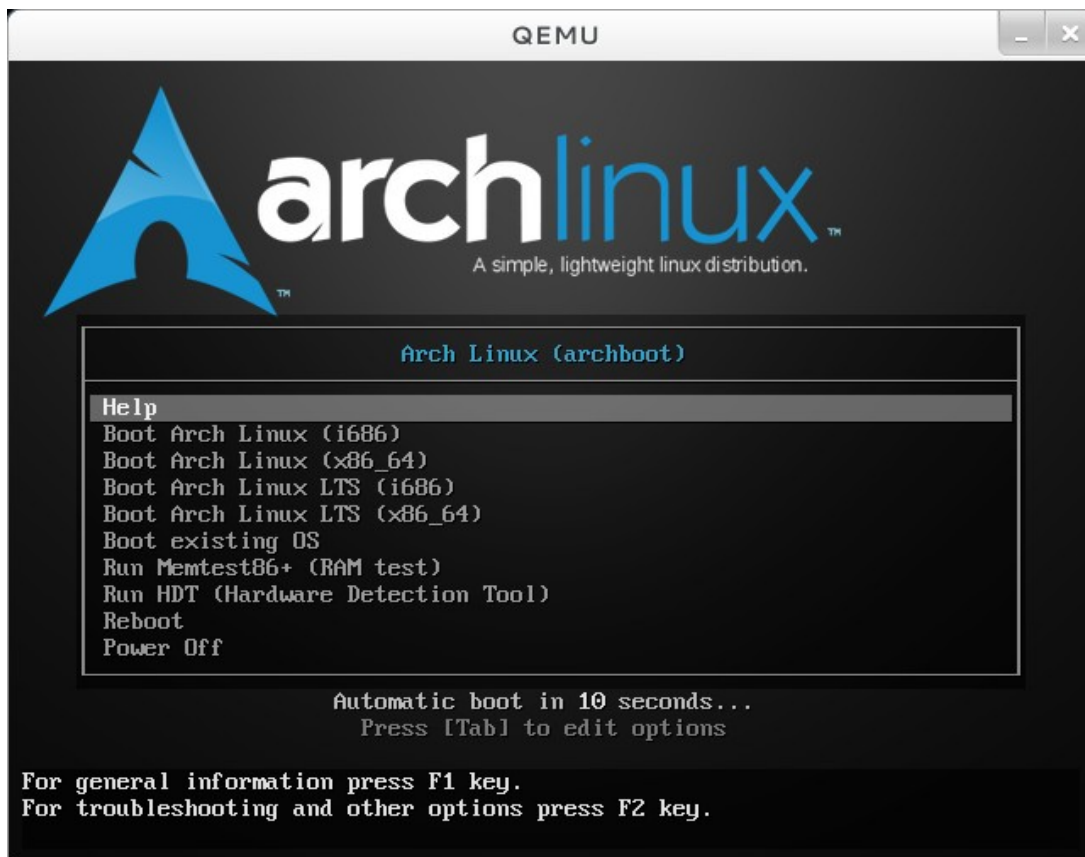 QEMU
archlinux™
A simple, lightweight linux distribution.
™
Arch Linux (archboot)
Help
Boot Arch Linux (i686)
Boot Arch Linux (x86_64)
Boot Arch Linux LTS (i686)
Boot Arch Linux LTS (x86_64)
Boot existing OS
Run Memtest86+ (RAM test)
Run HDT (Hardware Detection Tool)
Reboot
Power Off
Automatic boot in 10 seconds...
Press [Tab] to edit options
For general information press F1 key.
For troubleshooting and other options press F2 key.